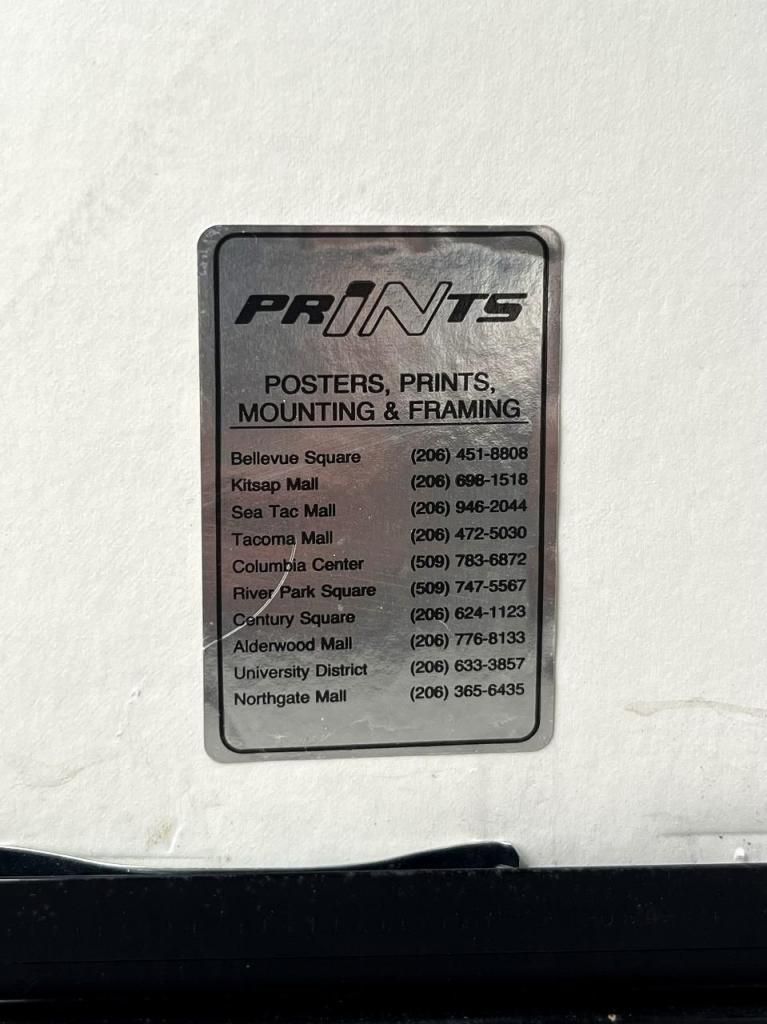 PRINTS
POSTERS, PRINTS,
MOUNTING & FRAMING
Bellevue Square (206) 451-8808
Kitsap Mall (206) 698-1518
Sea Tac Mall (206) 946-2044
Tacoma Mall (206) 472-5030
Columbia Center (509) 783-6872
River Park Square (509) 747-5567
Century Square (206) 624-1123
Alderwood Mall (206) 776-8133
University District (206) 633-3857
Northgate Mall (206) 365-6435